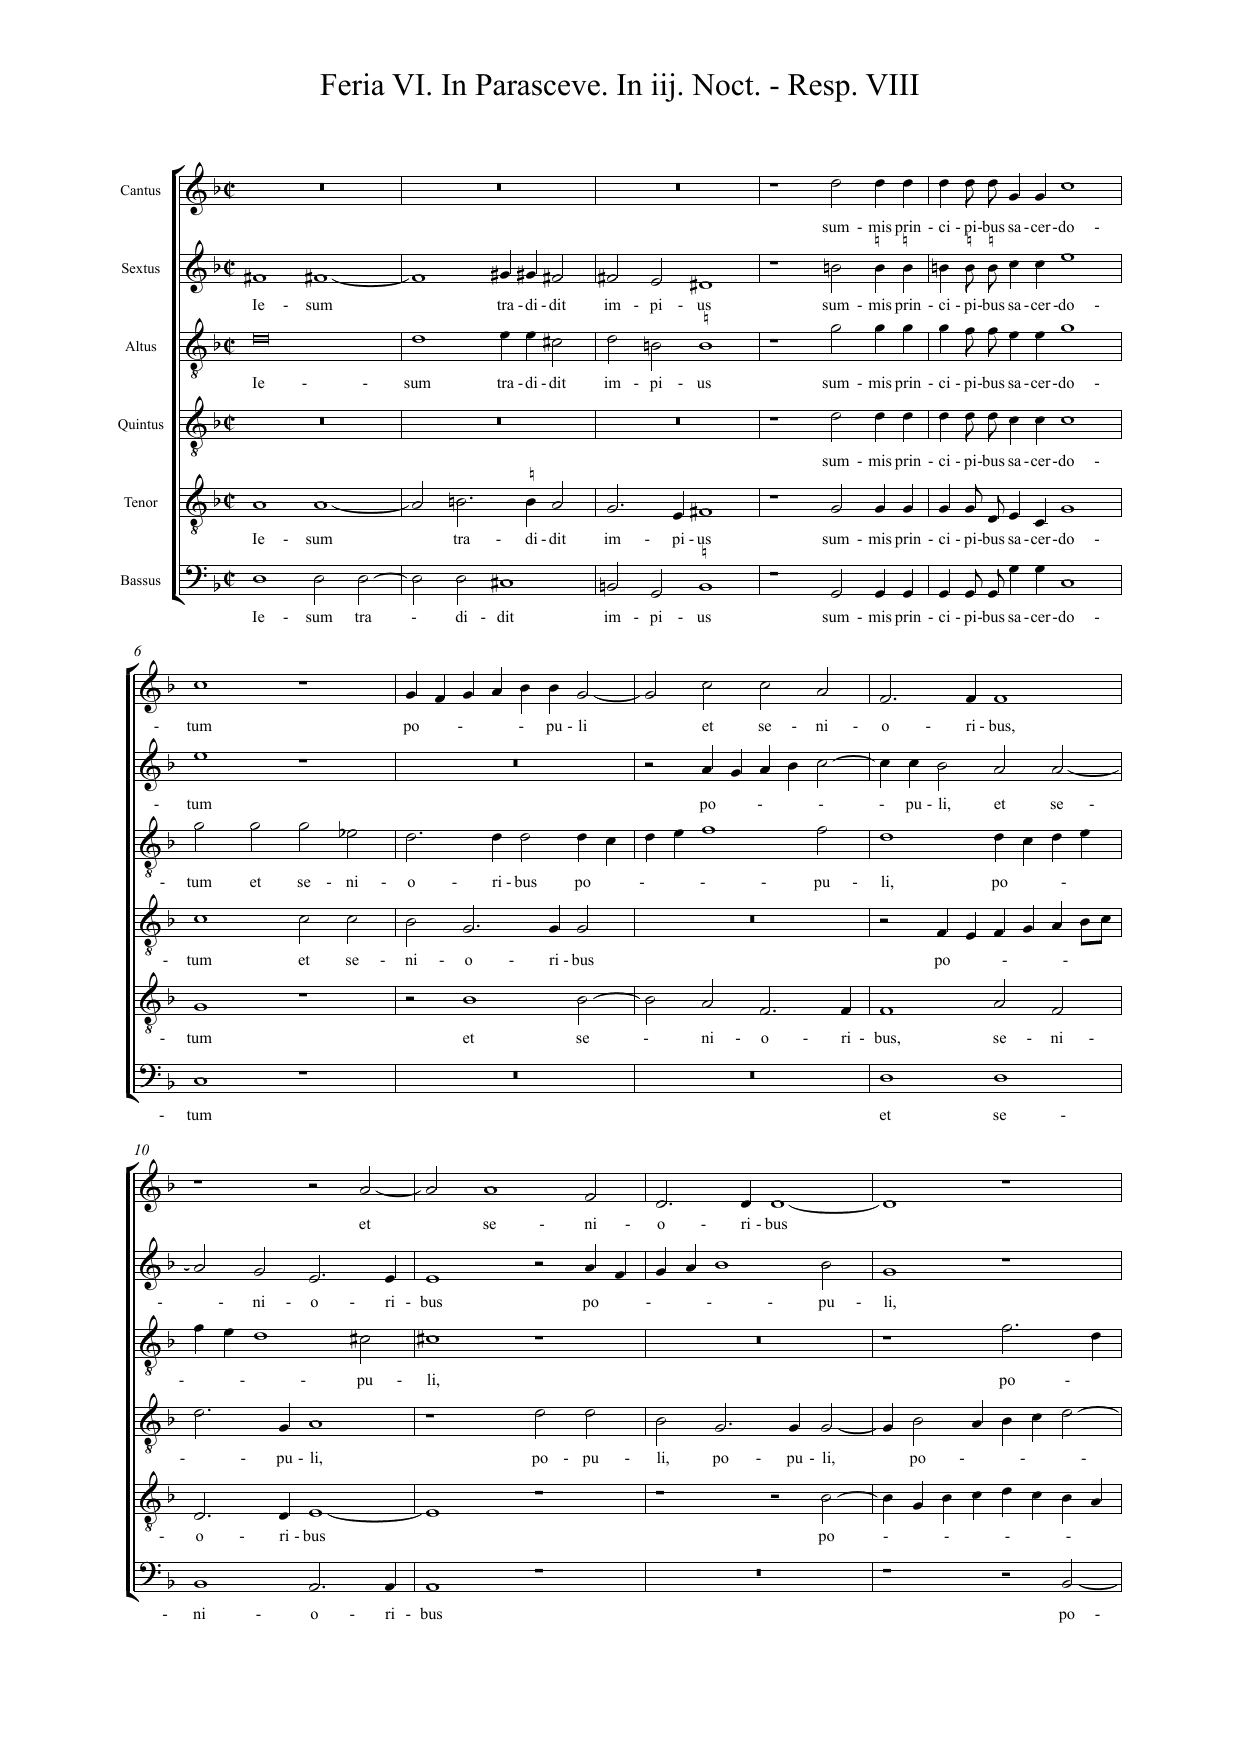 Feria VI. In Parasceve. In iij. Noct. - Resp. VIII
Cantus
sum - mis prin - ci - pi - bus sa - cer - do -
Sextus
Ie - sum tra - di - dit im - pi - us sum - mis prin - ci - pi - bus sa - cer - do -
Altus
Ie - - sum tra - di - dit im - pi - us sum - mis prin - ci - pi - bus sa - cer - do -
Quintus
sum - mis prin - ci - pi - bus sa - cer - do -
Tenor
Ie - sum tra - di - dit im - pi - us sum - mis prin - ci - pi - bus sa - cer - do -
Bassus
Ie - sum tra - di - dit im - pi - us sum - mis prin - ci - pi - bus sa - cer - do -
6
- tum po - - - pu - li et se - ni - o - ri - bus,
- tum po - - - - pu - li, et se -
- tum et se - ni - o - ri - bus po - - - pu - li, po - -
- tum et se - ni - o - ri - bus po - - -
- tum et se - ni - o - ri - bus, se - ni -
- tum et se -
10
et se - ni - o - ri - bus
- - ni - o - ri - bus po - - - - pu - li,
- - - pu - li, po -
- - pu - li, po - pu - li, po - pu - li, po - - -
- o - ri - bus po - - - -
- ni - o - ri - bus po -